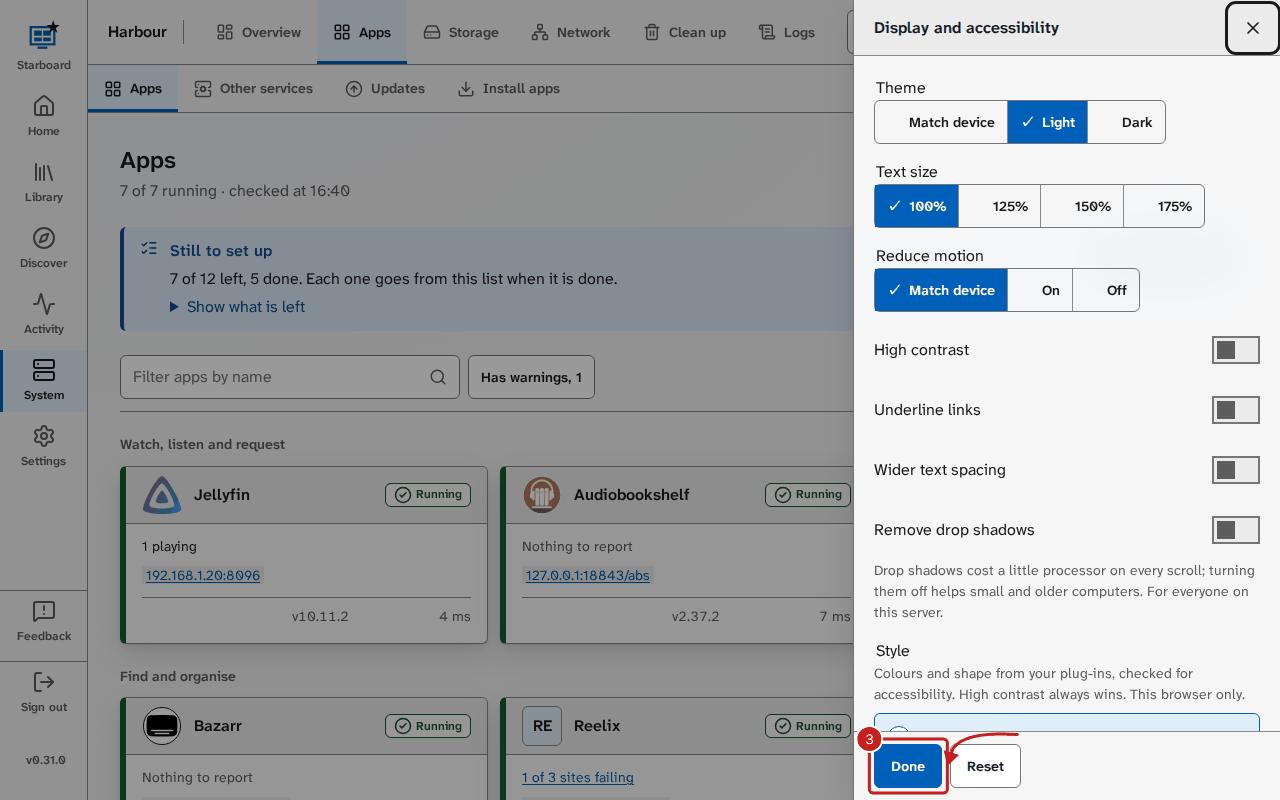 Starboard
Home
Library
Discover
Activity
System
Settings
Feedback
Sign out
v0.31.0
Harbour
Overview
Apps
Storage
Network
Clean up
Logs
Apps
Other services
Updates
Install apps
Apps
7 of 7 running · checked at 16:40
Still to set up
7 of 12 left, 5 done. Each one goes from this list when it is done.
Show what is left
Filter apps by name
Has warnings, 1
Watch, listen and request
Jellyfin
Running
1 playing
192.168.1.20:8096
v10.11.2
4 ms
Audiobookshelf
Running
Nothing to report
127.0.0.1:18843/abs
v2.37.2
7 ms
Find and organise
Bazarr
Running
Nothing to report
RE
Reelix
Running
1 of 3 sites failing
Display and accessibility
Theme
Match device
✓ Light
Dark
Text size
✓ 100%
125%
150%
175%
Reduce motion
✓ Match device
On
Off
High contrast
Underline links
Wider text spacing
Remove drop shadows
Drop shadows cost a little processor on every scroll; turning
them off helps small and older computers. For everyone on
this server.
Style
Colours and shape from your plug-ins, checked for
accessibility. High contrast always wins. This browser only.
3
Done
Reset